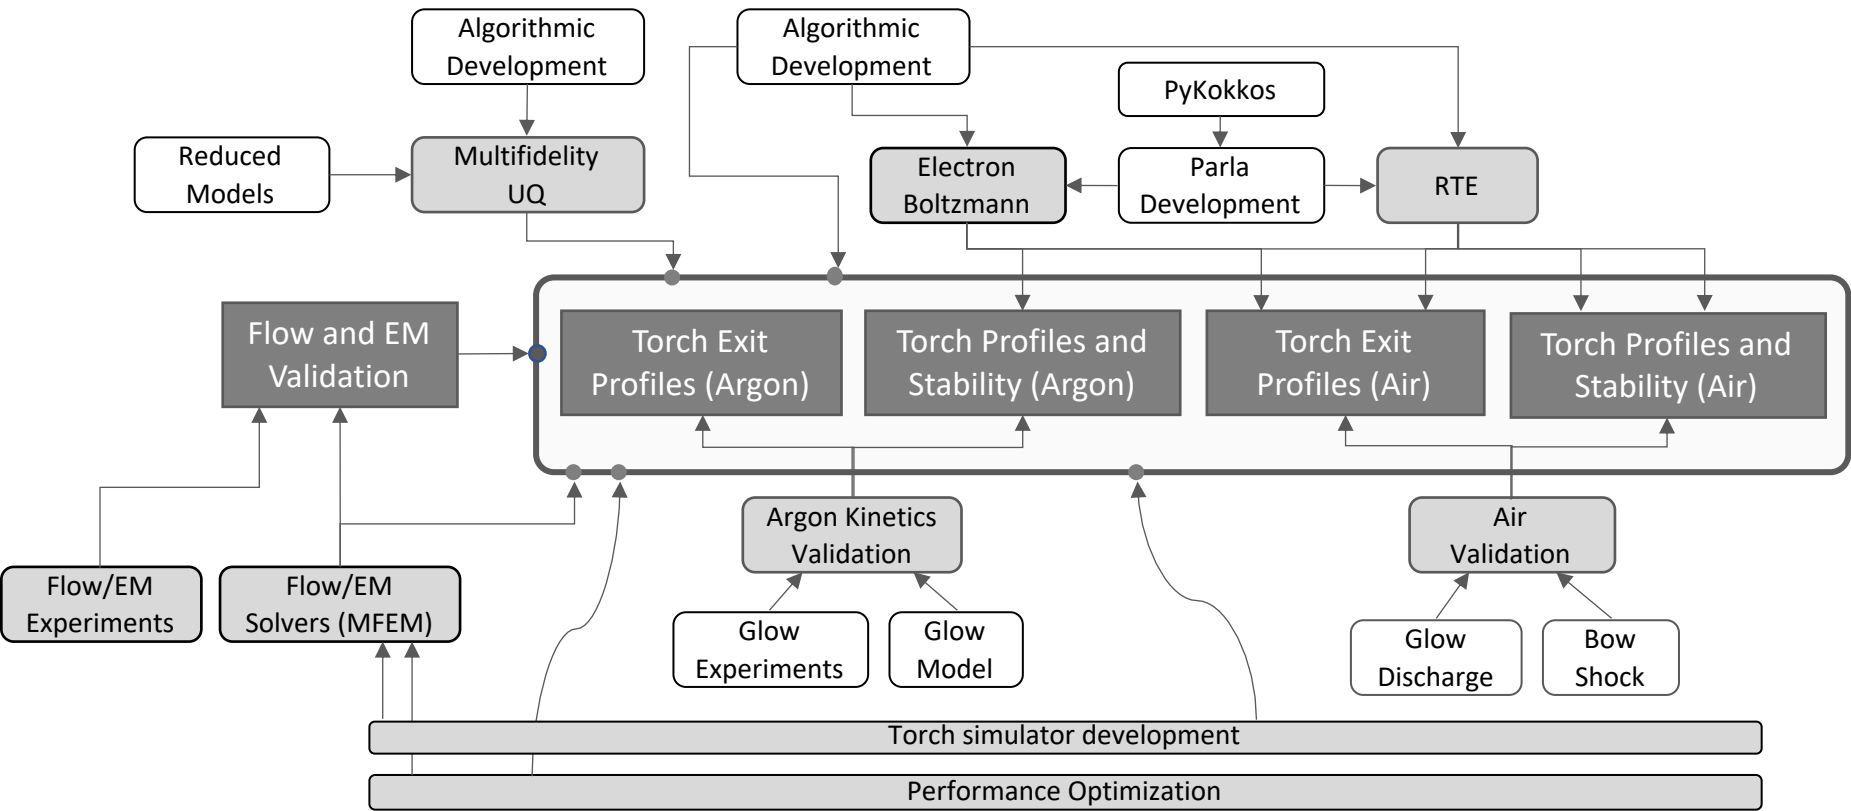 Algorithmic
Development
Algorithmic
Development
PyKokkos
Reduced
Models
Multifidelity
UQ
Electron
Boltzmann
Parla
Development
RTE
Flow and EM
Validation
Torch Exit
Profiles (Argon)
Torch Profiles and
Stability (Argon)
Torch Exit
Profiles (Air)
Torch Profiles and
Stability (Air)
Argon Kinetics
Validation
Air
Validation
Flow/EM
Experiments
Flow/EM
Solvers (MFEM)
Glow
Experiments
Glow
Model
Glow
Discharge
Bow
Shock
Torch simulator development
Performance Optimization